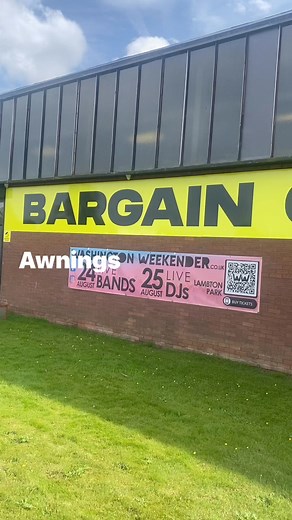 BARGAIN
Awnings
WASHINGTON WEEKENDER.co.uk
24 LIVE 25 LIVE LAMBTON
AUGUST BANDS AUGUST DJs PARK
BUY TICKETS